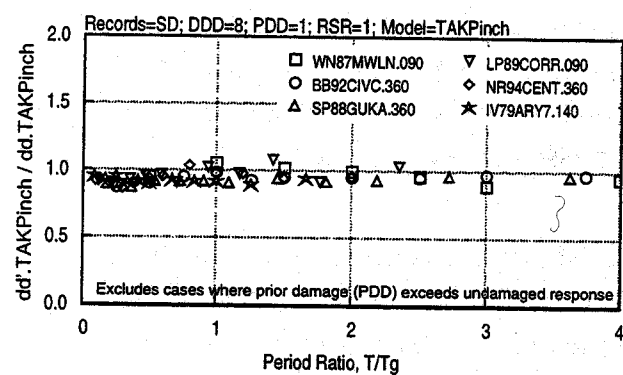 Records=SD; DDD=8; PDD=1; RSR=1; Model=TAKPinch
2.0
1.5
1.0
0.5
0.0
dd'.TAKPinch / dd.TAKPinch
WN87MWLN.090
BB92CIVC.360
SP88GUKA.360
LP89CORR.090
NR94CENT.360
IV79ARY7.140
Excludes cases where prior damage (PDD) exceeds undamaged response
0 1 2 3 4
Period Ratio, T/Tg